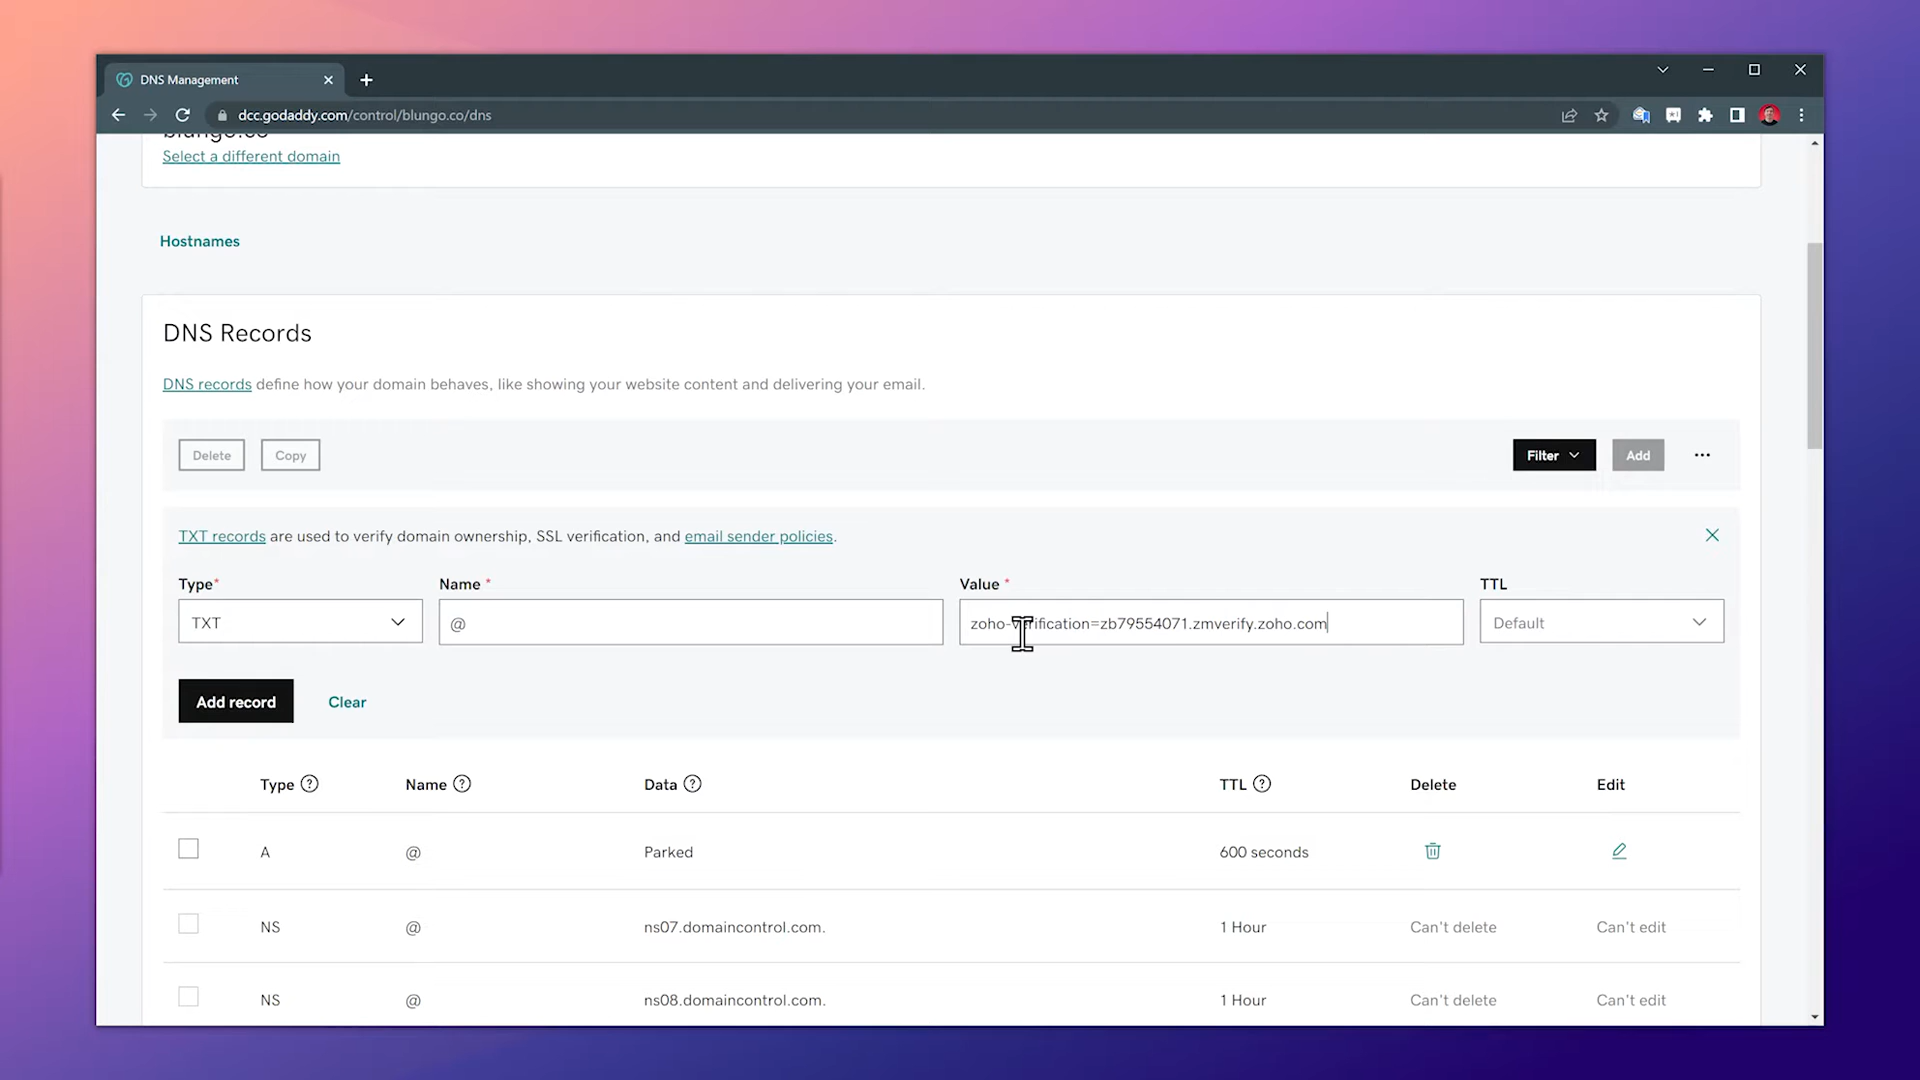 DNS Management
dcc.godaddy.com/control/blungo.co/dns
blungo.co
Select a different domain
Hostnames
DNS Records
DNS records define how your domain behaves, like showing your website content and delivering your email.
Delete Copy Filter Add
TXT records are used to verify domain ownership, SSL verification, and email sender policies.
Type* Name * Value * TTL
TXT @ zoho-verification=zb79554071.zmverify.zoho.com Default
Add record Clear
Type Name Data TTL Delete Edit
A @ Parked 600 seconds
NS @ ns07.domaincontrol.com. 1 Hour Can't delete Can't edit
NS @ ns08.domaincontrol.com. 1 Hour Can't delete Can't edit